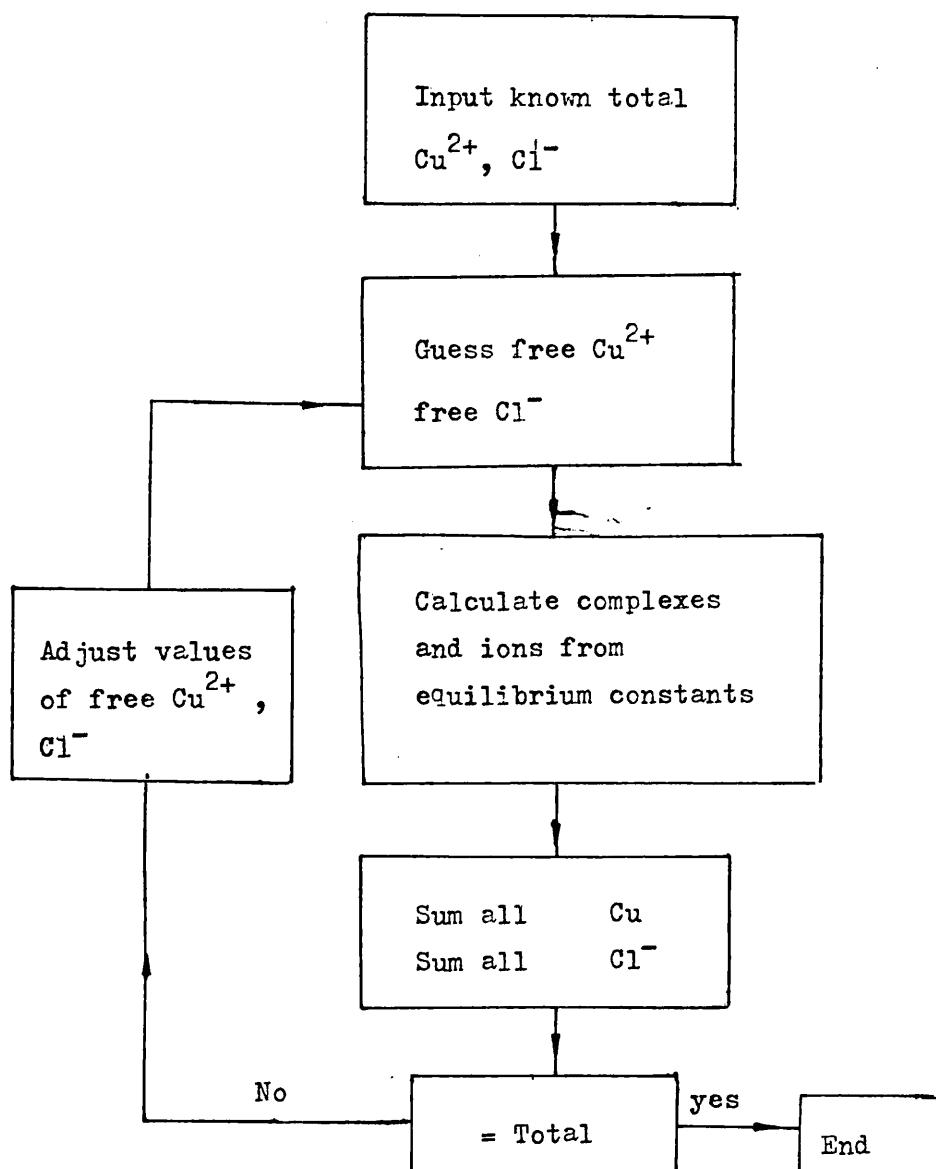 Input known total
Cu²⁺, Cl⁻
Guess free Cu²⁺
free Cl⁻
Calculate complexes
and ions from
equilibrium constants
Adjust values
of free Cu²⁺ ,
Cl⁻
Sum all Cu
Sum all Cl⁻
No
= Total
yes
End